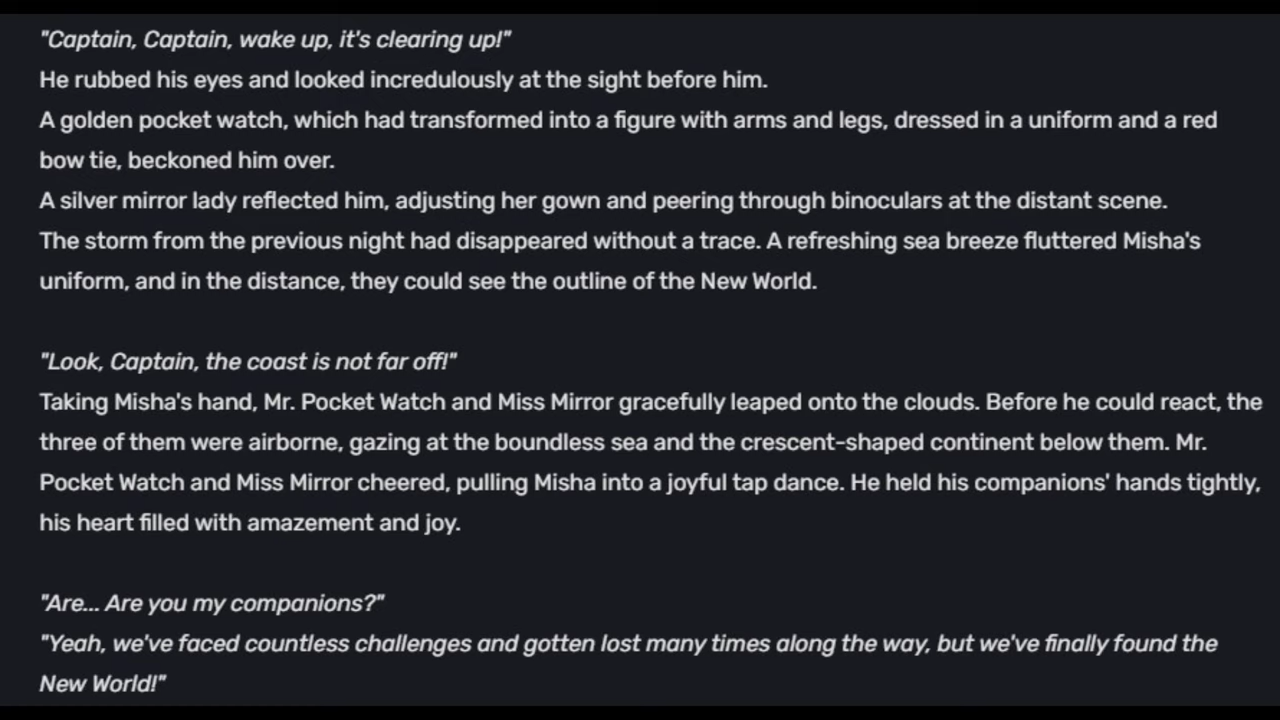 "Captain, Captain, wake up, it's clearing up!"
He rubbed his eyes and looked incredulously at the sight before him.
A golden pocket watch, which had transformed into a figure with arms and legs, dressed in a uniform and a red
bow tie, beckoned him over.
A silver mirror lady reflected him, adjusting her gown and peering through binoculars at the distant scene.
The storm from the previous night had disappeared without a trace. A refreshing sea breeze fluttered Misha's
uniform, and in the distance, they could see the outline of the New World.
"Look, Captain, the coast is not far off!"
Taking Misha's hand, Mr. Pocket Watch and Miss Mirror gracefully leaped onto the clouds. Before he could react, the
three of them were airborne, gazing at the boundless sea and the crescent-shaped continent below them. Mr.
Pocket Watch and Miss Mirror cheered, pulling Misha into a joyful tap dance. He held his companions' hands tightly,
his heart filled with amazement and joy.
"Are... Are you my companions?"
"Yeah, we've faced countless challenges and gotten lost many times along the way, but we've finally found the
New World!"